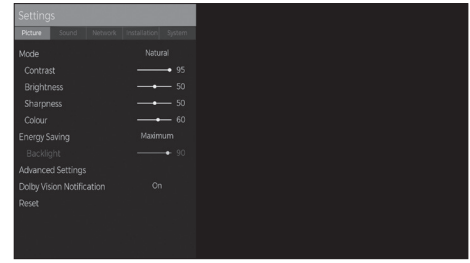 Settings
Picture Sound Network Installation System
Mode Natural
Contrast 95
Brightness 50
Sharpness 50
Colour 60
Energy Saving Maximum
Backlight 90
Advanced Settings
Dolby Vision Notification On
Reset